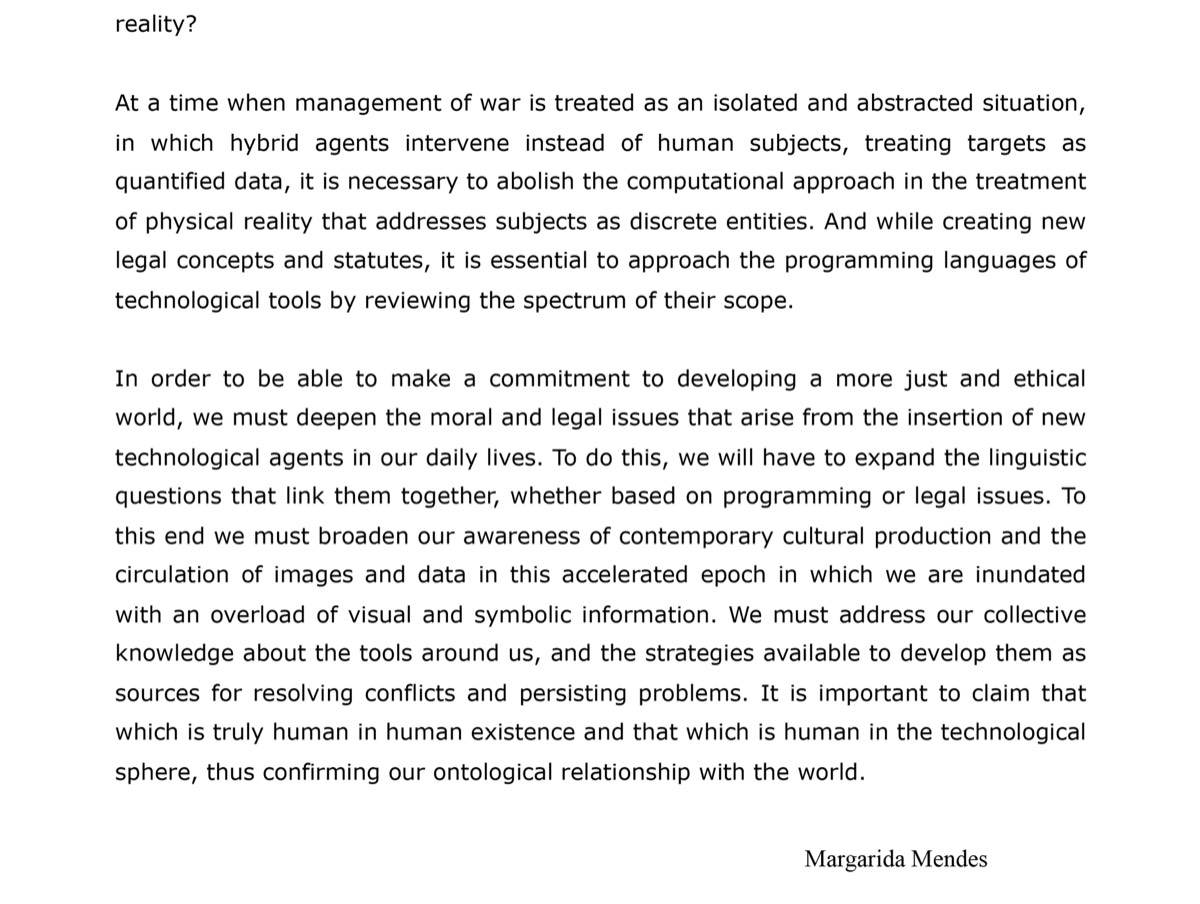 reality?
At a time when management of war is treated as an isolated and abstracted situation,
in which hybrid agents intervene instead of human subjects, treating targets as
quantified data, it is necessary to abolish the computational approach in the treatment
of physical reality that addresses subjects as discrete entities. And while creating new
legal concepts and statutes, it is essential to approach the programming languages of
technological tools by reviewing the spectrum of their scope.
In order to be able to make a commitment to developing a more just and ethical
world, we must deepen the moral and legal issues that arise from the insertion of new
technological agents in our daily lives. To do this, we will have to expand the linguistic
questions that link them together, whether based on programming or legal issues. To
this end we must broaden our awareness of contemporary cultural production and the
circulation of images and data in this accelerated epoch in which we are inundated
with an overload of visual and symbolic information. We must address our collective
knowledge about the tools around us, and the strategies available to develop them as
sources for resolving conflicts and persisting problems. It is important to claim that
which is truly human in human existence and that which is human in the technological
sphere, thus confirming our ontological relationship with the world.
Margarida Mendes